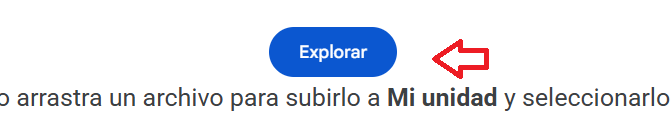 Explorar
o arrastra un archivo para subirlo a Mi unidad y seleccionarlo